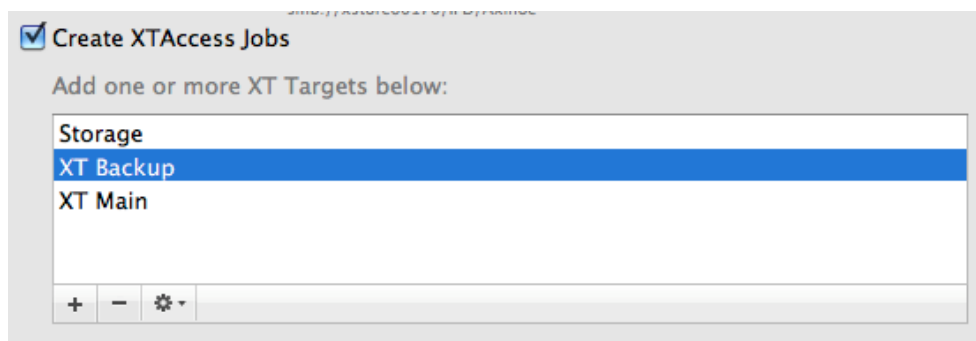 Create XTAccess Jobs
Add one or more XT Targets below:
Storage
XT Backup
XT Main